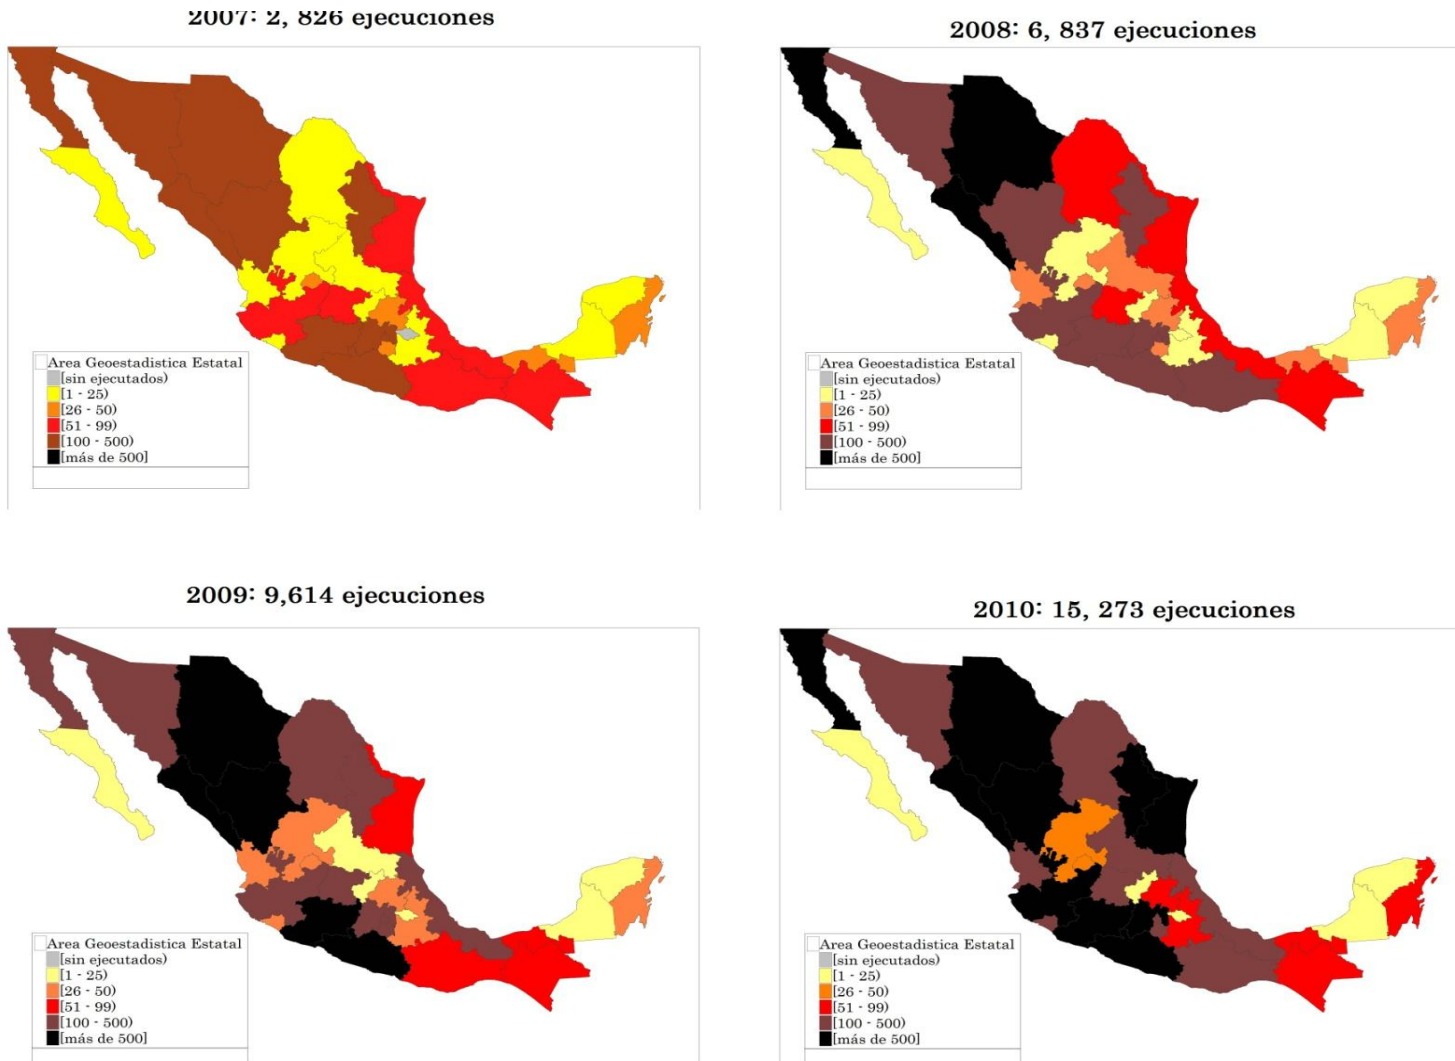 2007: 2, 826 ejecuciones
Area Geoestadistica Estatal
[sin ejecutados)
[1 - 25)
[26 - 50)
[51 - 99)
[100 - 500)
[más de 500]
2008: 6, 837 ejecuciones
Area Geoestadistica Estatal
[sin ejecutados)
[1 - 25)
[26 - 50)
[51 - 99)
[100 - 500)
[más de 500]
2009: 9,614 ejecuciones
Area Geoestadistica Estatal
[sin ejecutados)
[1 - 25)
[26 - 50)
[51 - 99)
[100 - 500)
[más de 500]
2010: 15, 273 ejecuciones
Area Geoestadistica Estatal
[sin ejecutados)
[1 - 25)
[26 - 50)
[51 - 99)
[100 - 500)
[más de 500]